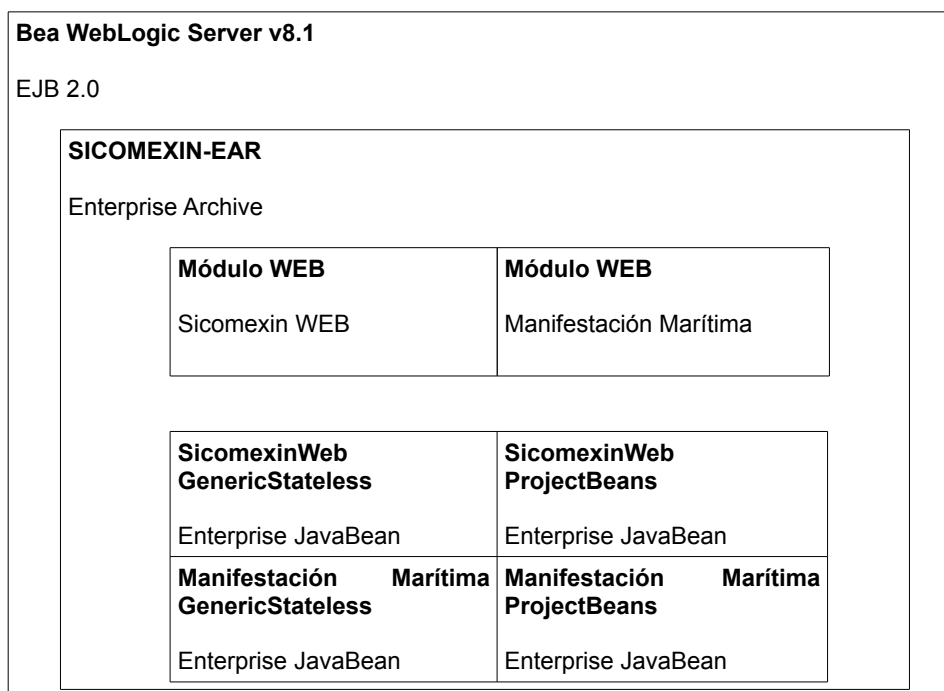 Bea WebLogic Server v8.1
EJB 2.0
SICOMEXIN-EAR
Enterprise Archive
Módulo WEB
Sicomexin WEB
Módulo WEB
Manifestación Marítima
SicomexinWeb
GenericStateless
Enterprise JavaBean
SicomexinWeb
ProjectBeans
Enterprise JavaBean
Manifestación Marítima
GenericStateless
Enterprise JavaBean
Manifestación Marítima
ProjectBeans
Enterprise JavaBean